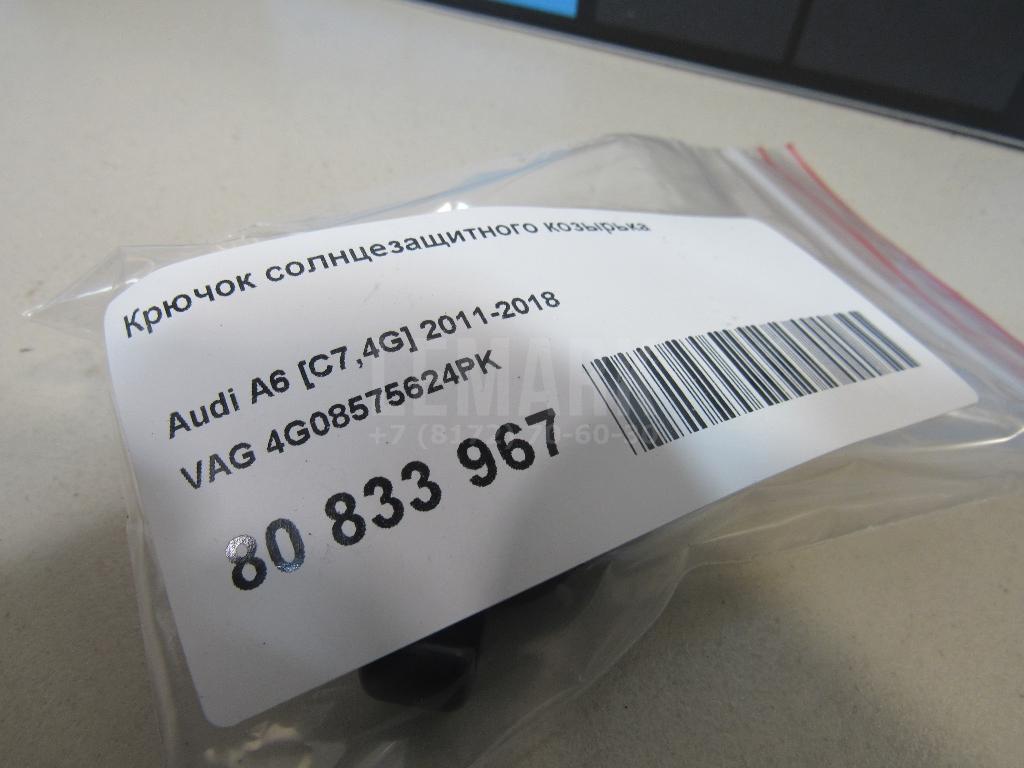 Крючок солнцезащитного козырька
Audi A6 [C7,4G] 2011-2018
VAG 4G08575624PK
80 833 967